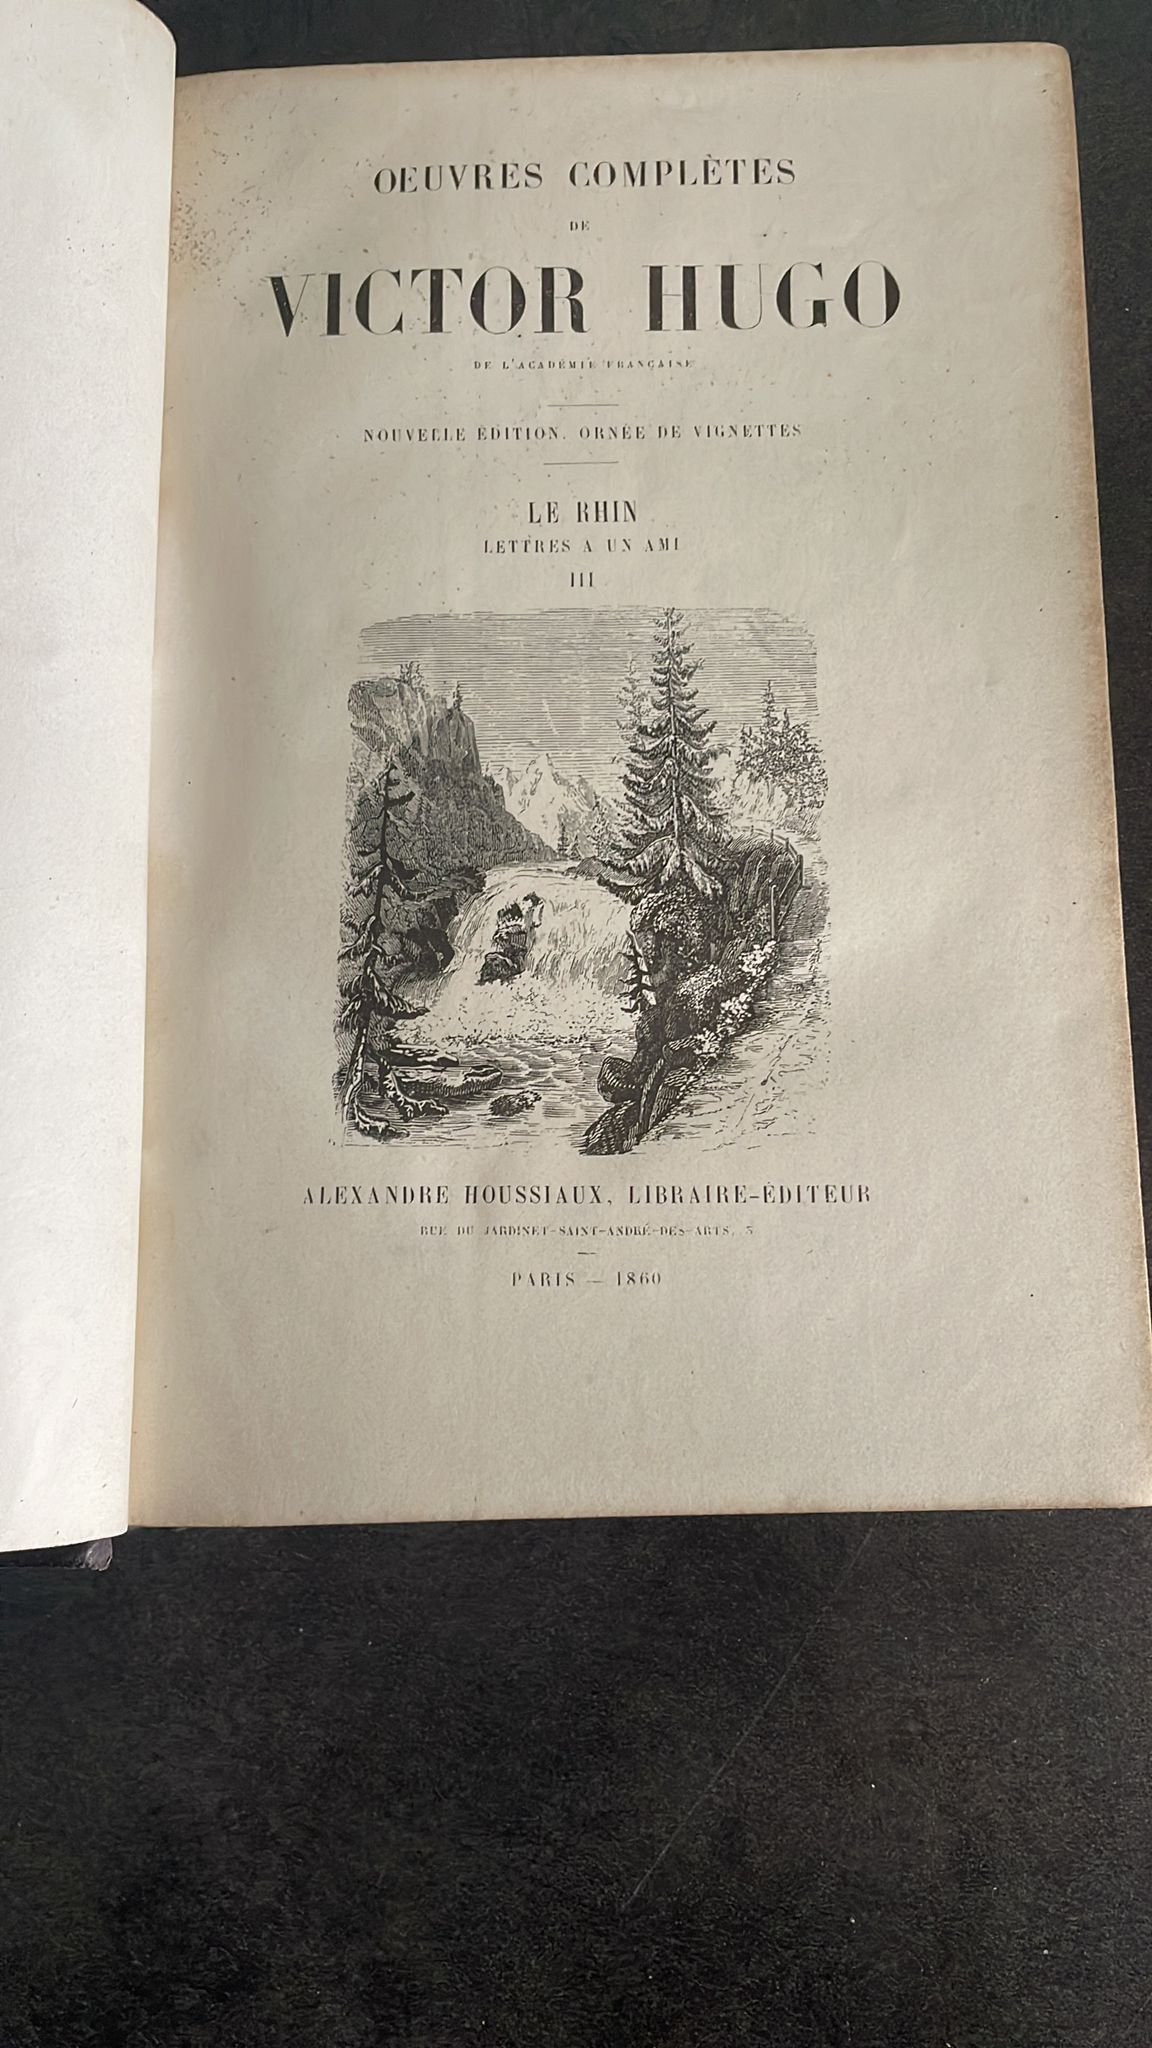 OEUVRES COMPLÈTES
DE
VICTOR HUGO
DE L'ACADÉMIE FRANÇAISE
NOUVELLE ÉDITION, ORNÉE DE VIGNETTES
LE RHIN
LETTRES A UN AMI
III
ALEXANDRE HOUSSIAUX, LIBRAIRE-ÉDITEUR
RUE DU JARDINET-SAINT-ANDRÉ-DES-ARTS, 3
PARIS — 1860